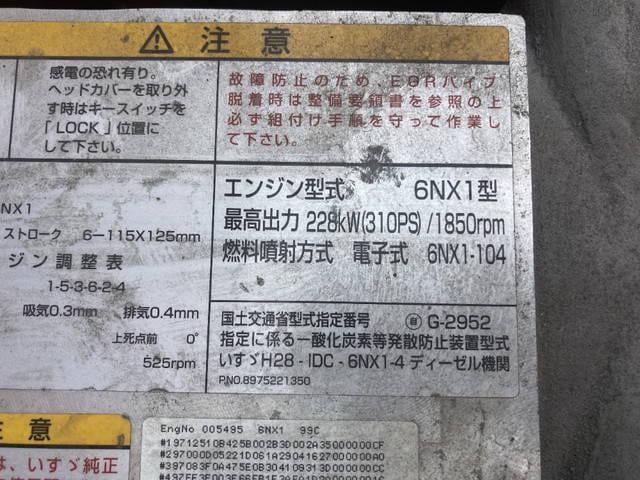 ⚠ 注意
感電の恐れ有り。
ヘッドカバーを取り外
す時はキースイッチを
「LOCK」位置に
して下さい。
故障防止のため、EGRパイプ
脱着時は整備要領書を参照の上
必ず組付け手順を守って作業し
て下さい。
NX1
ストローク 6-115X125mm
ジン調整表
1-5-3-6-2-4
吸気0.3mm 排気0.4mm
上死点前 0°
525rpm
エンジン型式 6NX1型
最高出力 228kW(310PS)/1850rpm
燃料噴射方式 電子式 6NX1-104
国土交通省型式指定番号 自 G-2952
指定に係る一酸化炭素等発散防止装置型式
いすゞH28-IDC-6NX1-4 ディーゼル機関
P.NO.8975221350
意
は、いすゞ純正
EngNo 005495 6NX1 99C
#19712510B425B002B3D002A35000000CF
#297000D05221D061A29041627000000A0
#397083F0A475E0B30410931​3D000000CC